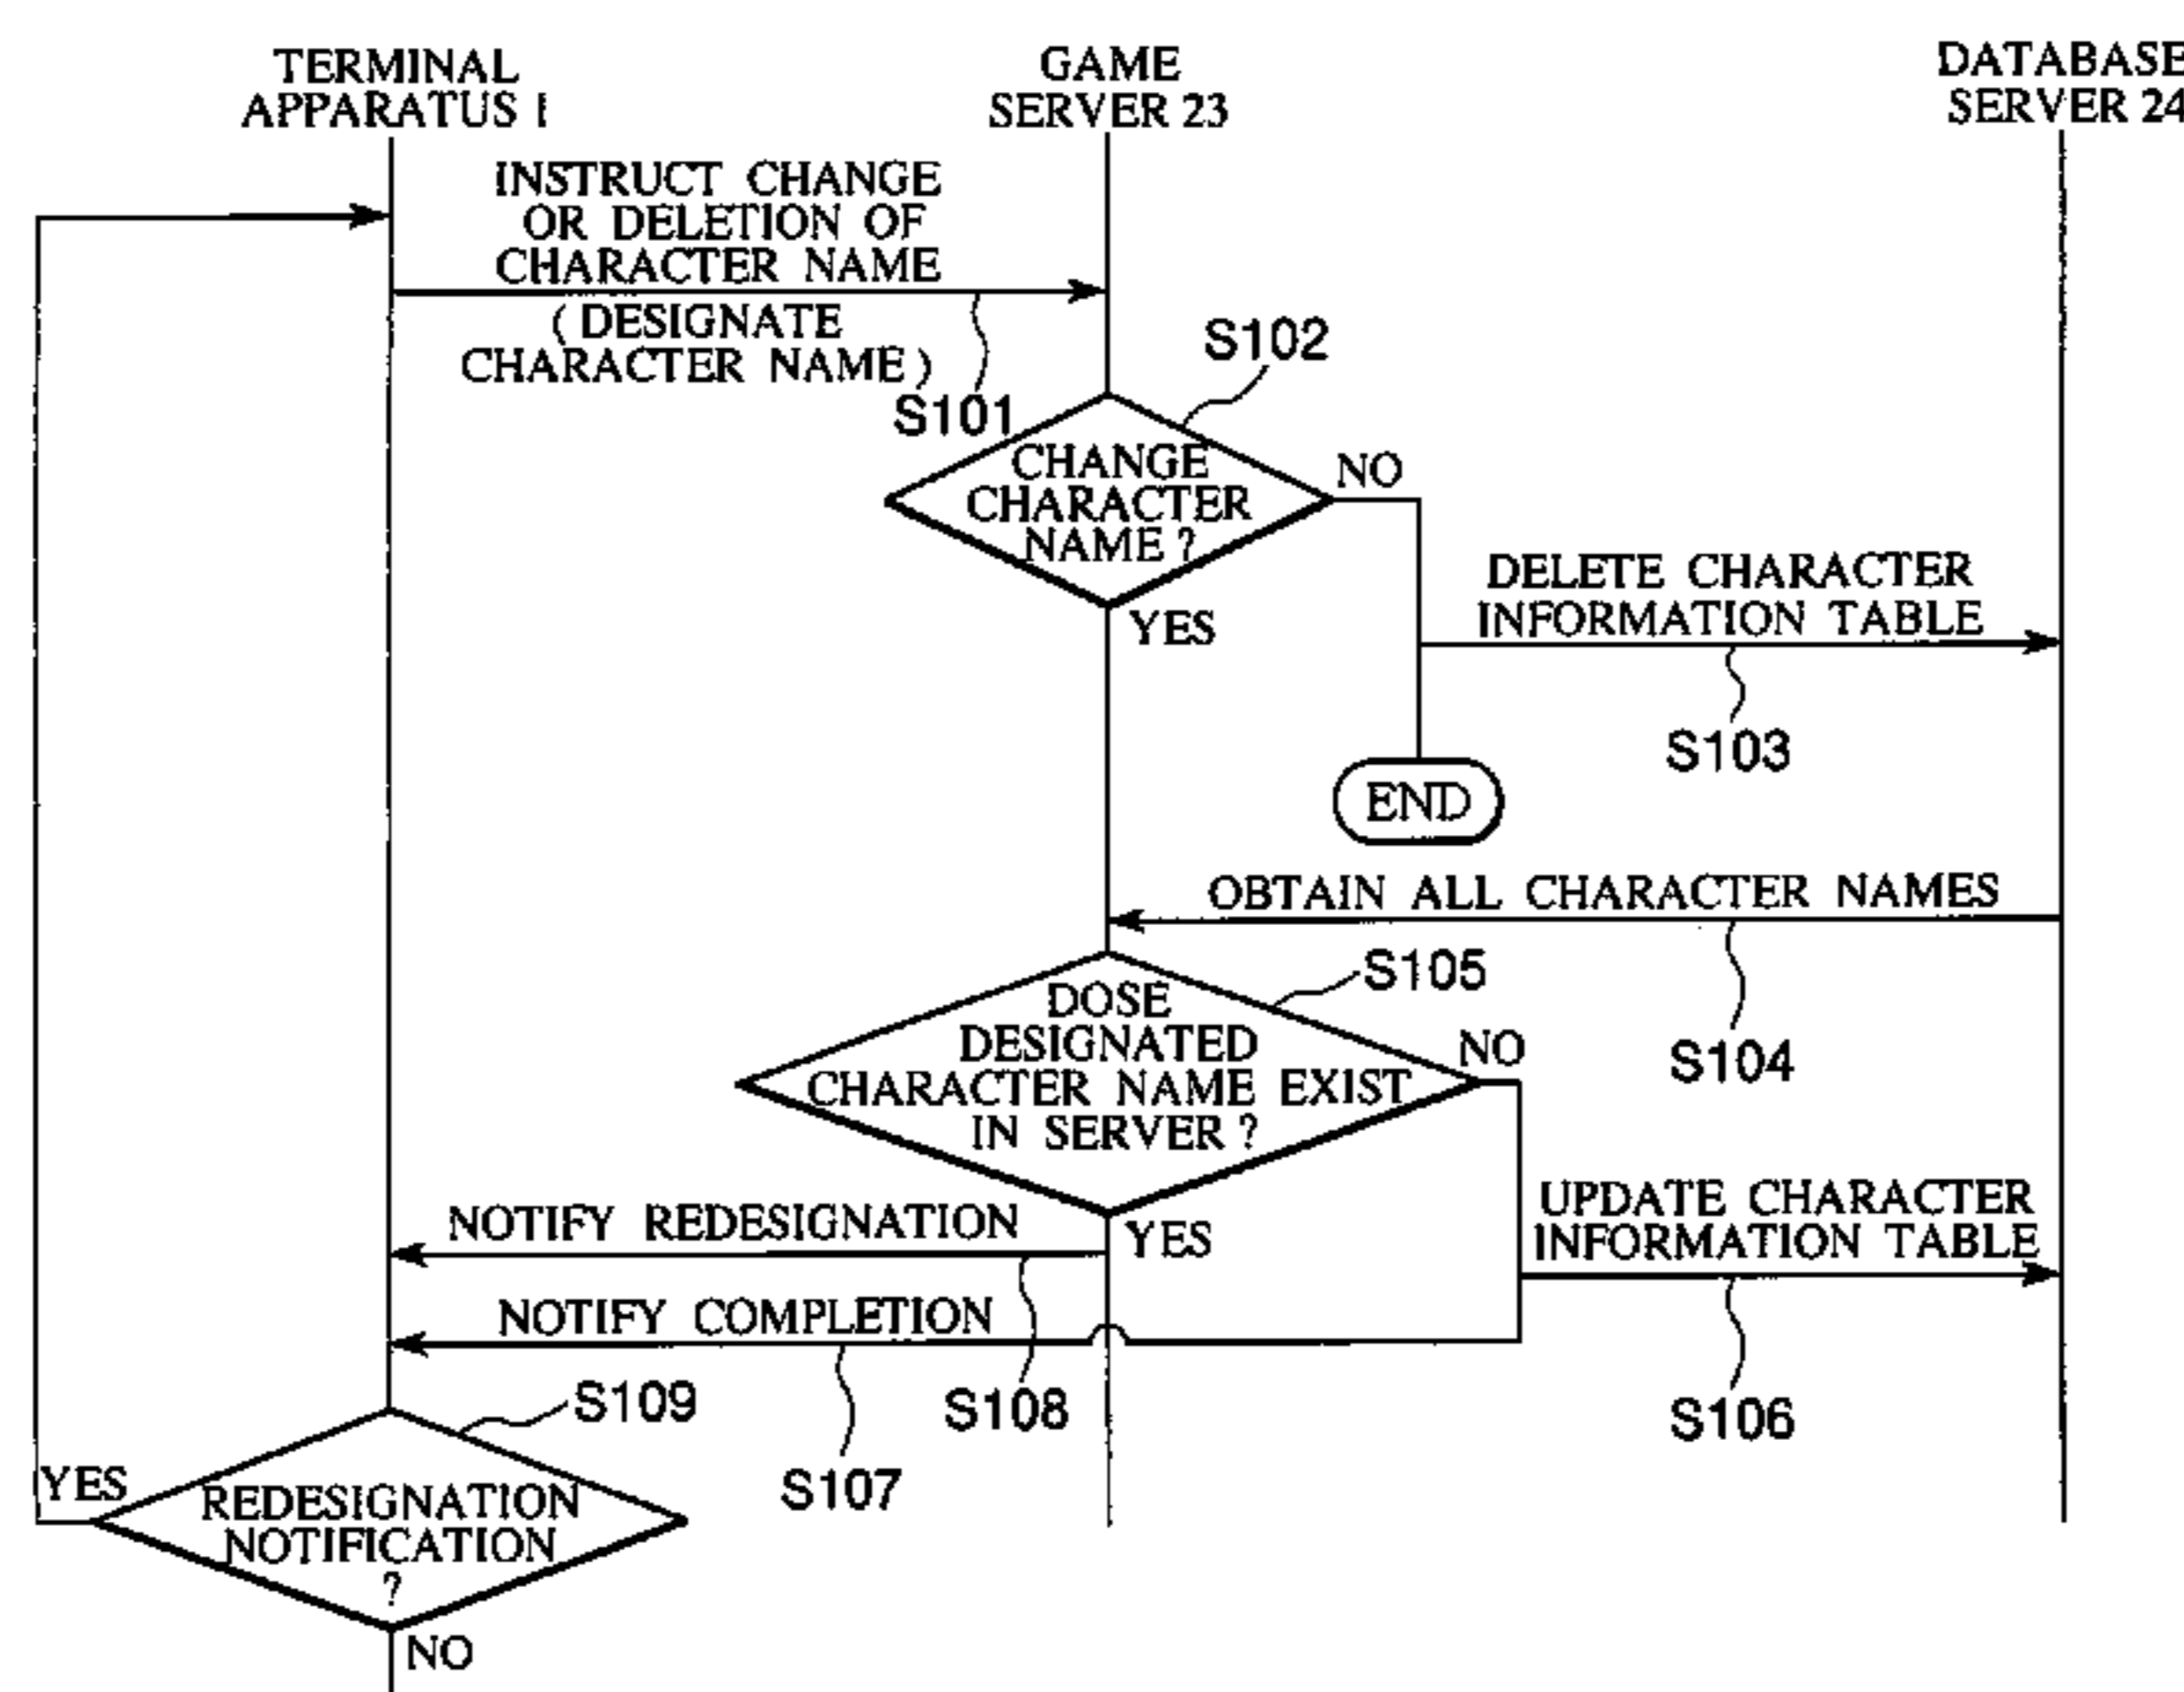 TERMINAL
APPARATUS 1
GAME
SERVER 23
DATABASE
SERVER 24
INSTRUCT CHANGE
OR DELETION OF
CHARACTER NAME
(DESIGNATE
CHARACTER NAME)
S101
S102
CHANGE
CHARACTER
NAME?
NO
YES
DELETE CHARACTER
INFORMATION TABLE
S103
END
OBTAIN ALL CHARACTER NAMES
S104
S105
DOSE
DESIGNATED
CHARACTER NAME EXIST
IN SERVER?
NO
YES
UPDATE CHARACTER
INFORMATION TABLE
S106
NOTIFY REDESIGNATION
S108
NOTIFY COMPLETION
S107
S109
REDESIGNATION
NOTIFICATION
?
YES
NO